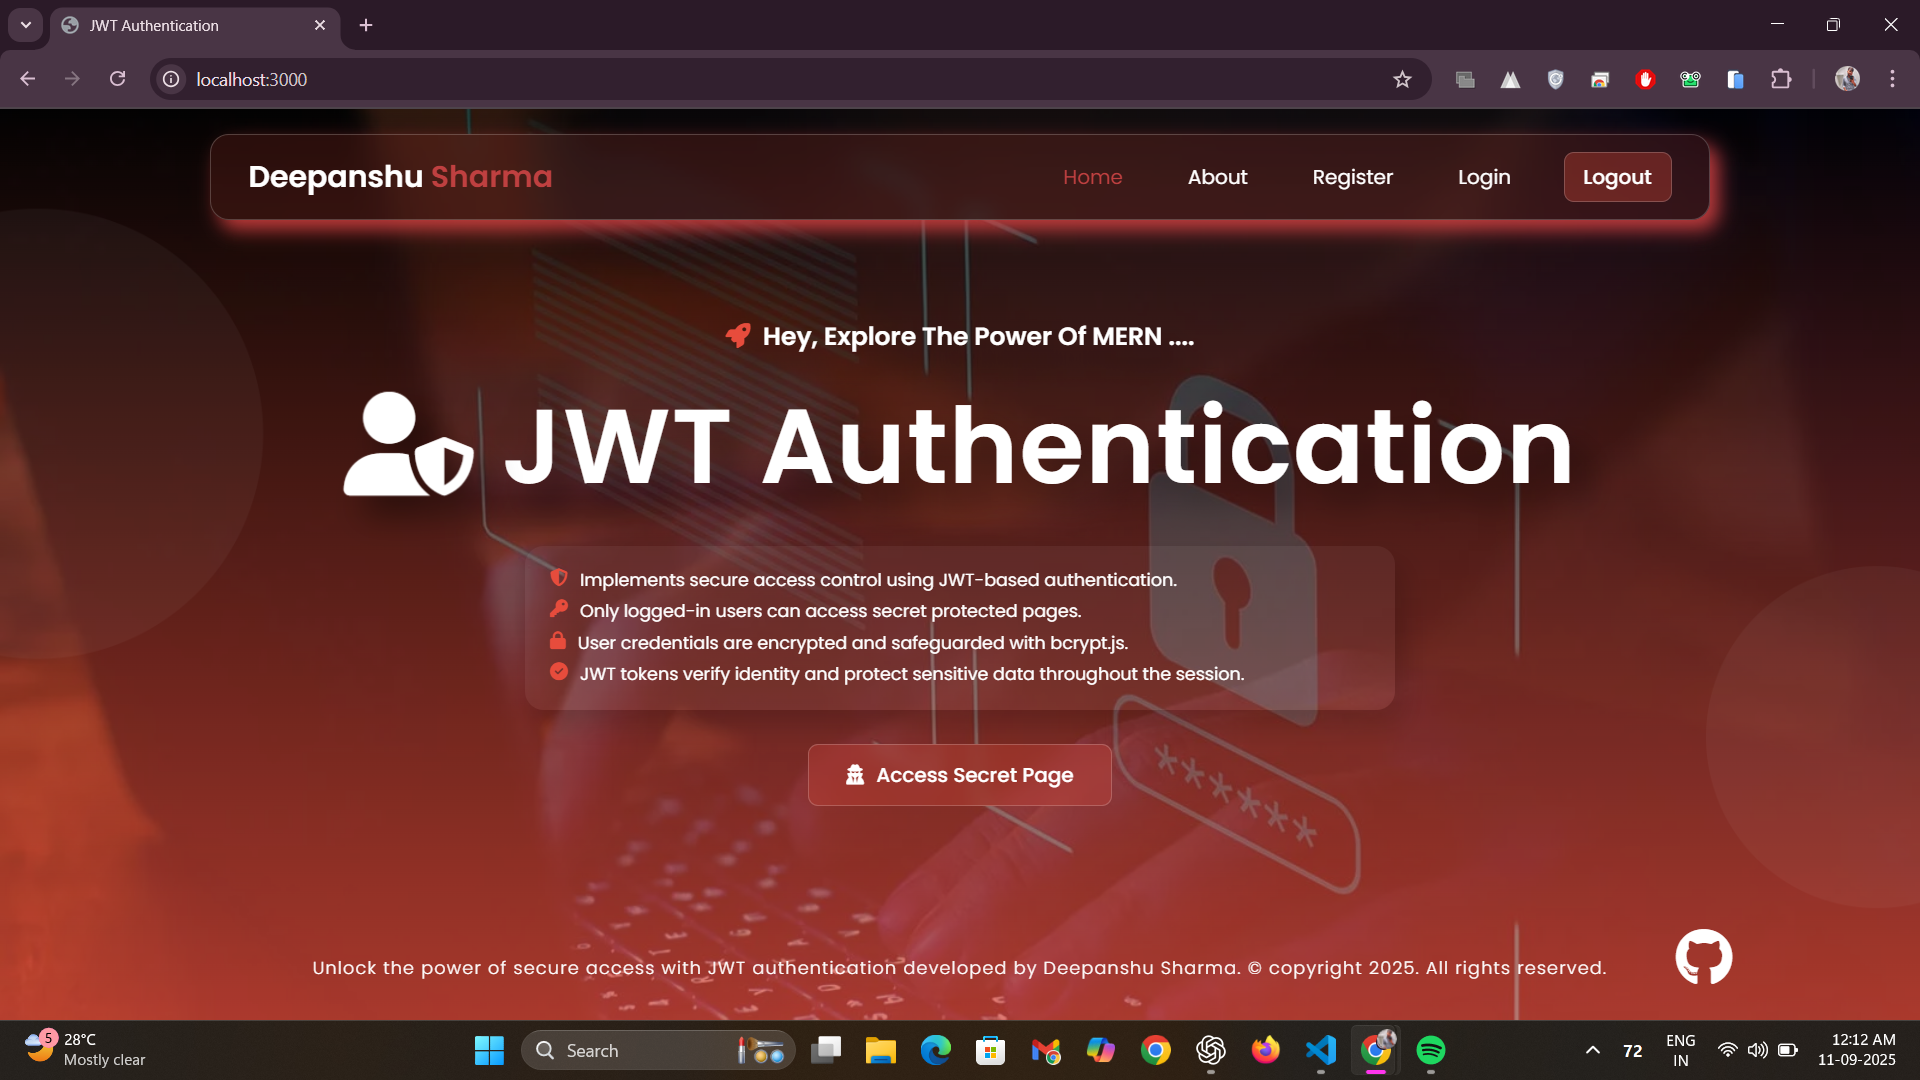 JWT Authentication
localhost:3000
Deepanshu Sharma
Home
About
Register
Login
Logout
Hey, Explore The Power Of MERN ....
JWT Authentication
Implements secure access control using JWT-based authentication.
Only logged-in users can access secret protected pages.
User credentials are encrypted and safeguarded with bcrypt.js.
JWT tokens verify identity and protect sensitive data throughout the session.
Access Secret Page
******
Unlock the power of secure access with JWT authentication developed by Deepanshu Sharma. © copyright 2025. All rights reserved.
5
28°C
Mostly clear
Search
72
ENG
IN
12:12 AM
11-09-2025